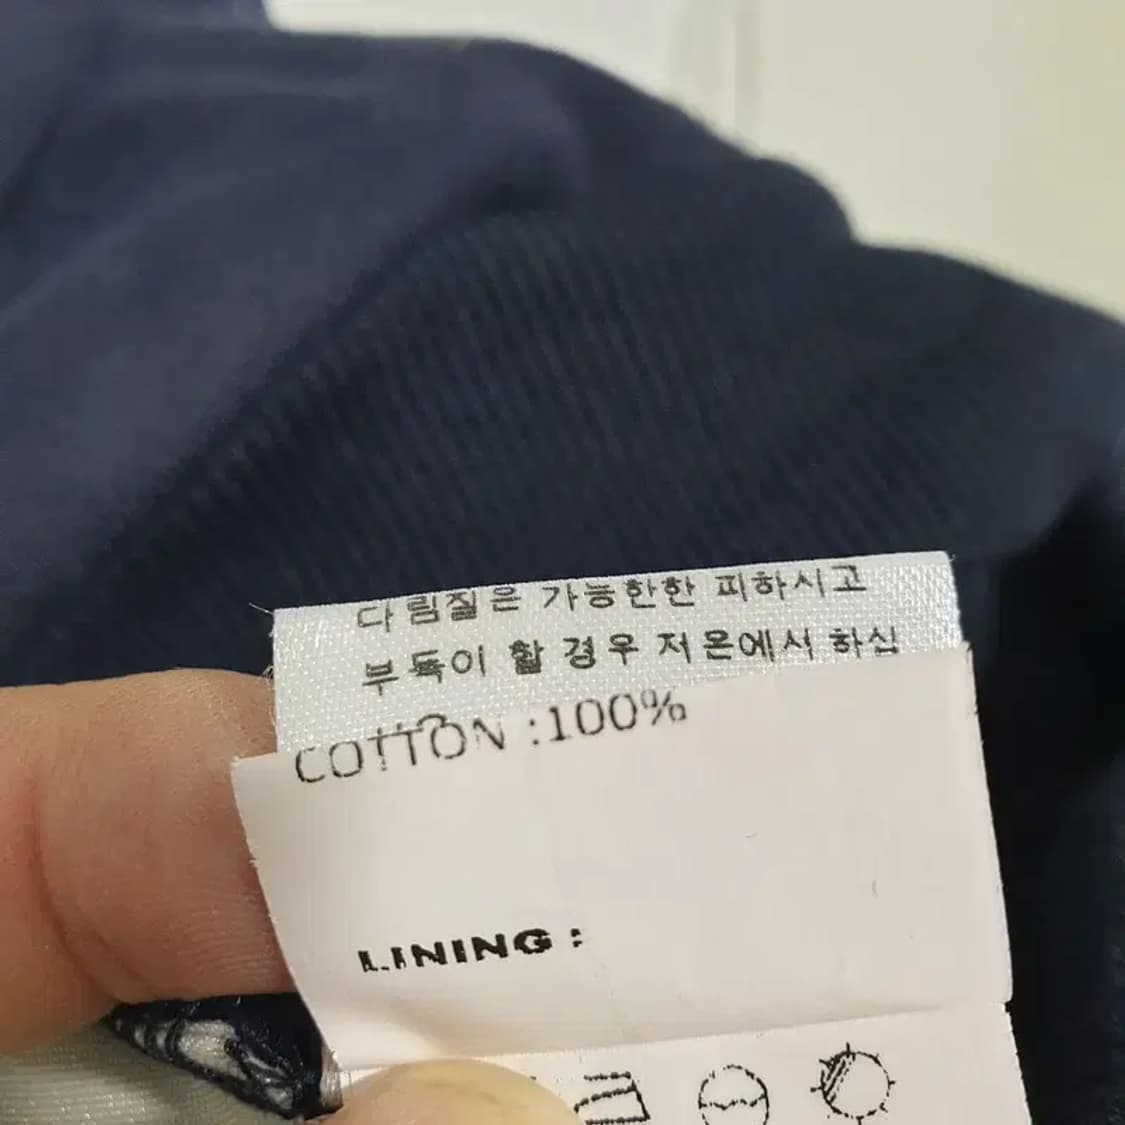 다림질은 가능한한 피하시고
부득이 할 경우 저온에서 하십
COTTON :100%
LINING :